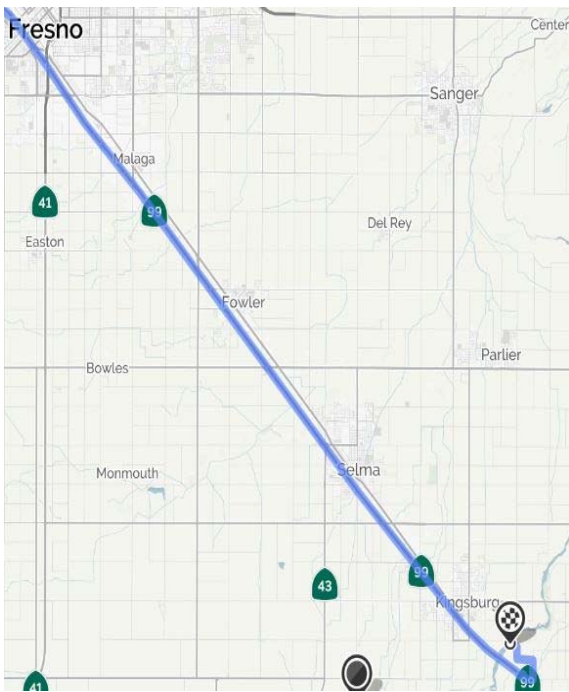 Fresno
Center
Sanger
Malaga
41
99
Del Rey
Easton
Fowler
Parlier
Bowles
Selma
Monmouth
99
43
Kingsburg
41
99